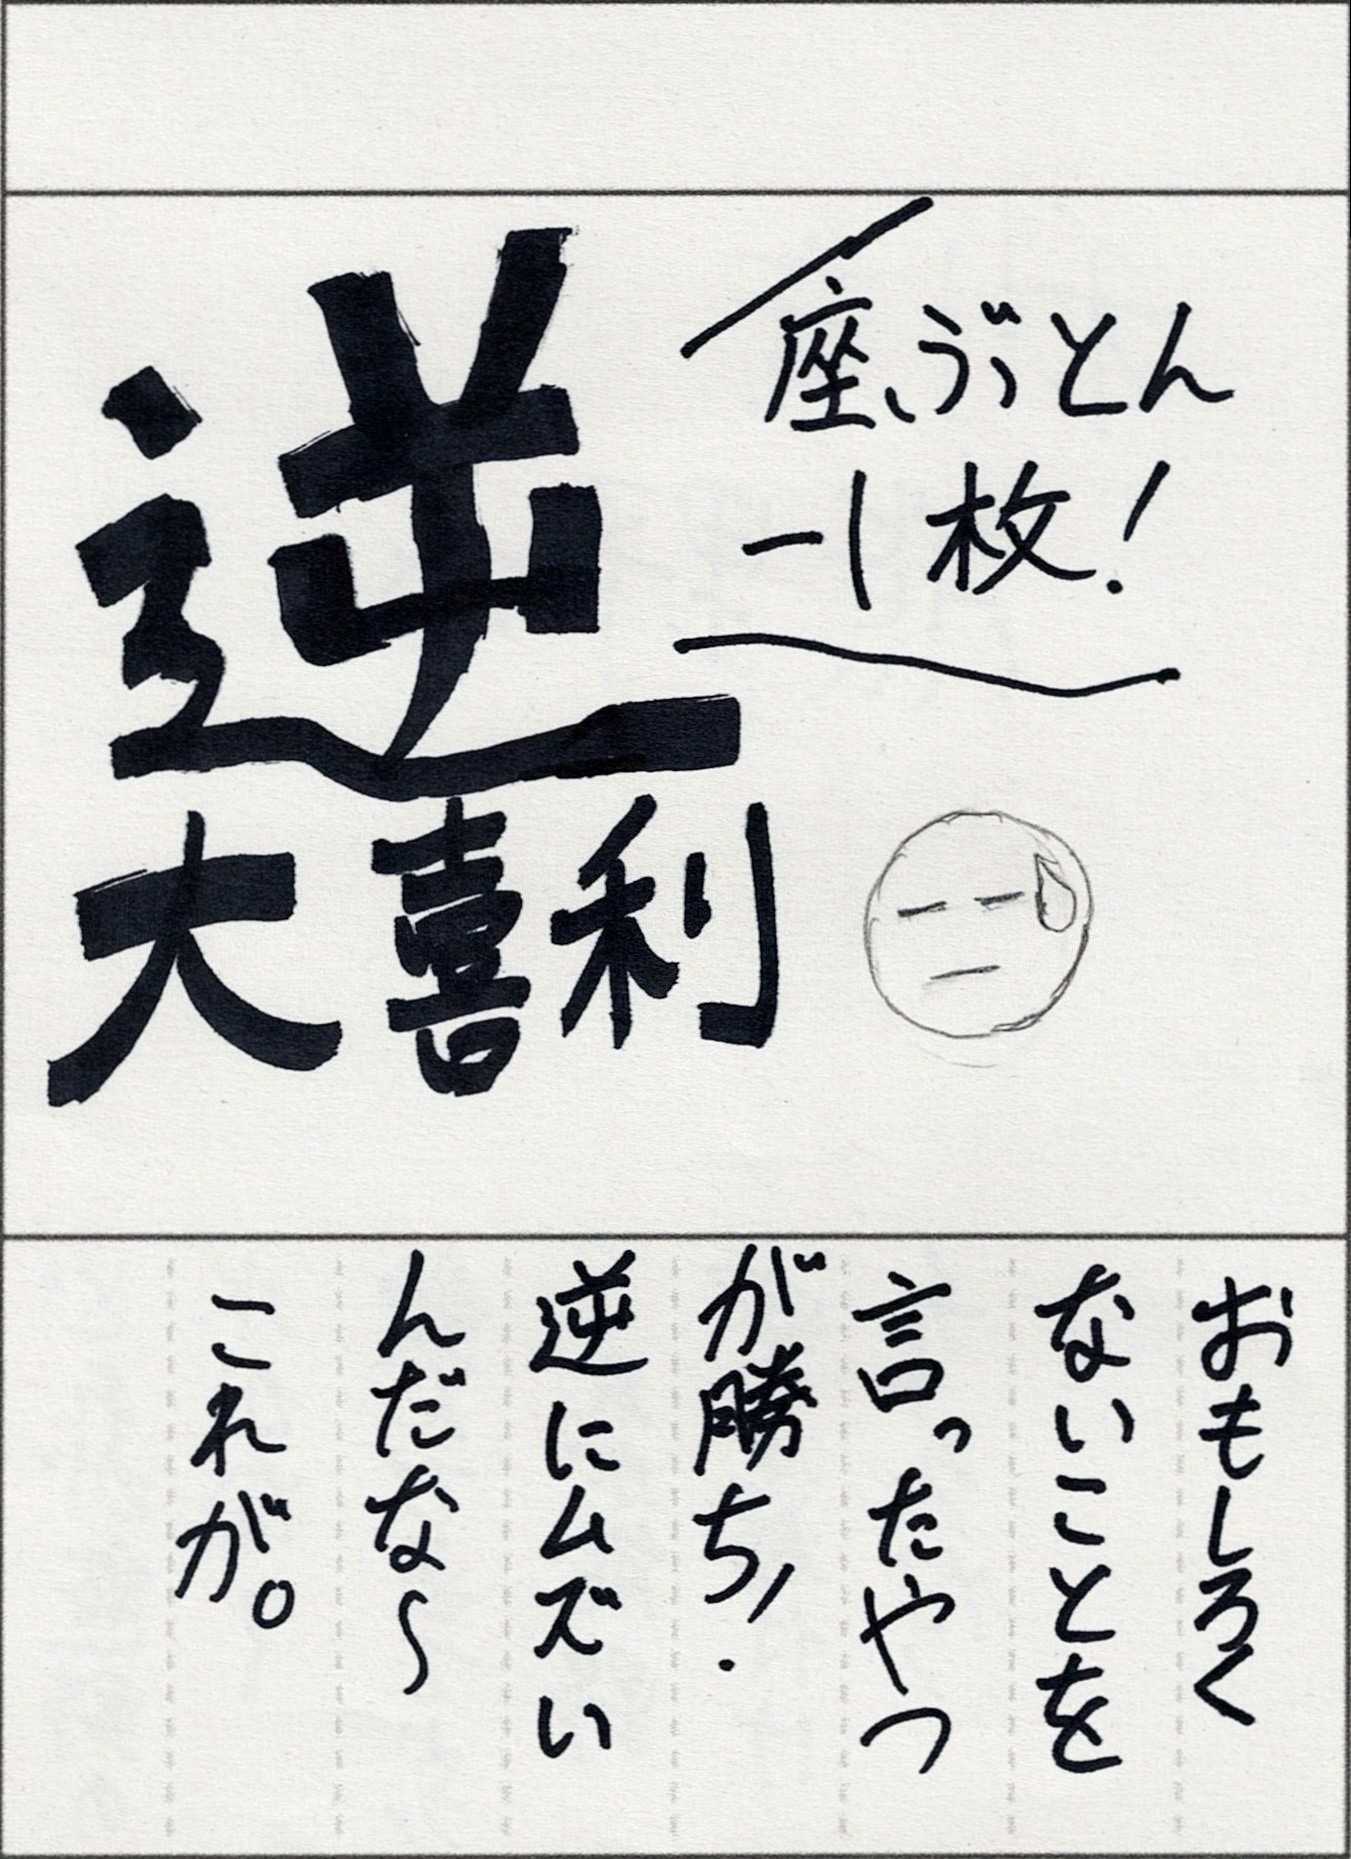 座ぶとん
－1枚！
逆
大喜利
おもしろく
ないことを
言ったやつ
が勝ち！
逆にムズい
んだな～
これが。